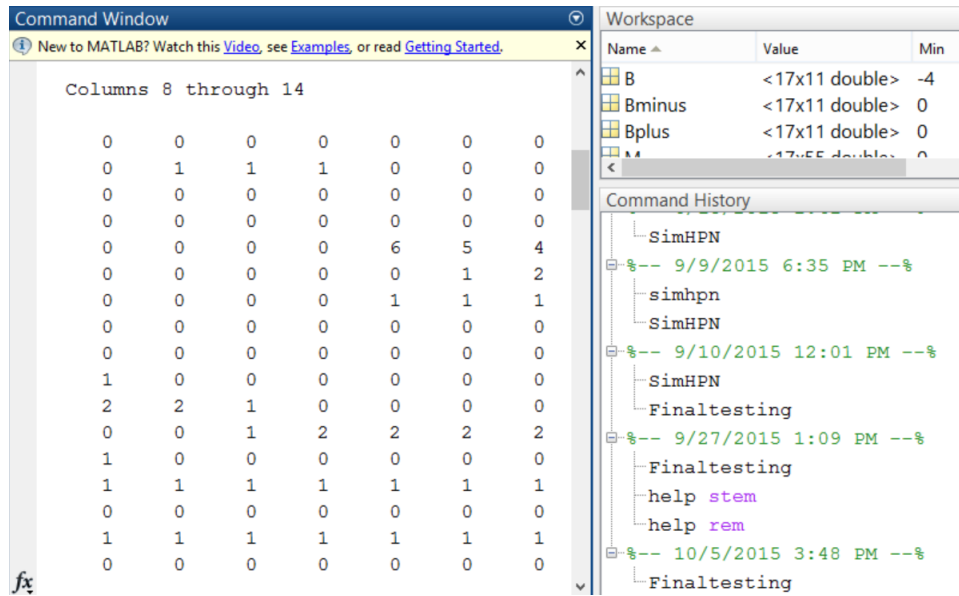 Command Window
New to MATLAB? Watch this Video, see Examples, or read Getting Started.
Columns 8 through 14
0 0 0 0 0 0 0
0 1 1 1 0 0 0
0 0 0 0 0 0 0
0 0 0 0 0 0 0
0 0 0 0 6 5 4
0 0 0 0 0 1 2
0 0 0 0 1 1 1
0 0 0 0 0 0 0
0 0 0 0 0 0 0
1 0 0 0 0 0 0
2 2 1 0 0 0 0
0 0 1 2 2 2 2
1 0 0 0 0 0 0
1 1 1 1 1 1 1
0 0 0 0 0 0 0
1 1 1 1 1 1 1
0 0 0 0 0 0 0
fx
Workspace
Name Value Min
B <17x11 double> -4
Bminus <17x11 double> 0
Bplus <17x11 double> 0
M <17x55 double> 0
Command History
SimHPN
%-- 9/9/2015 6:35 PM --%
simhpn
SimHPN
%-- 9/10/2015 12:01 PM --%
SimHPN
Finaltesting
%-- 9/27/2015 1:09 PM --%
Finaltesting
help stem
help rem
%-- 10/5/2015 3:48 PM --%
Finaltesting